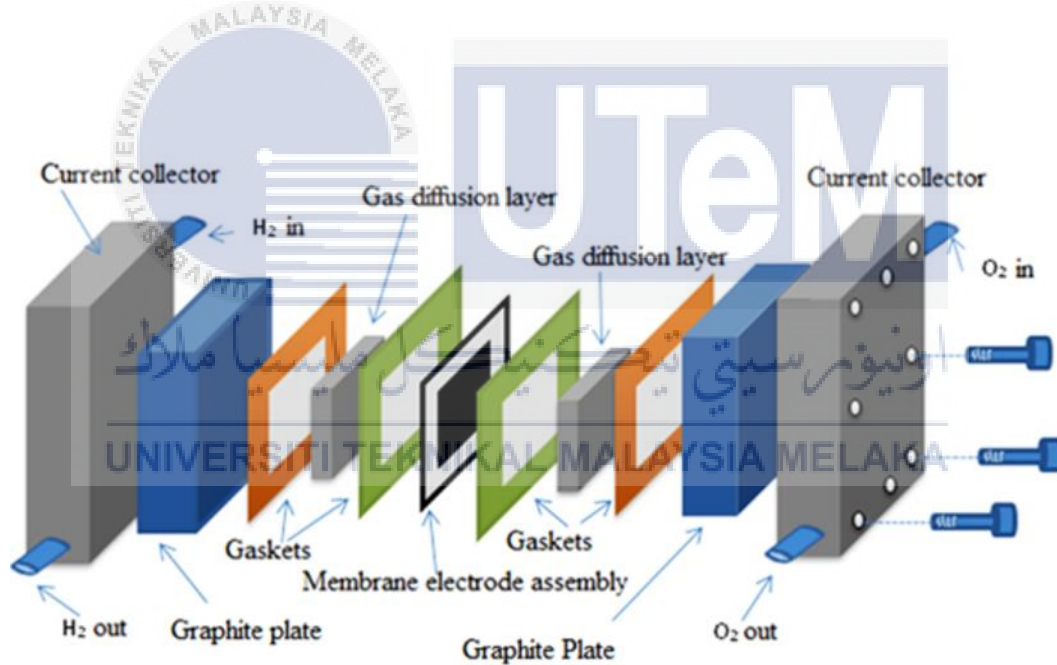 UNIVERSITI TEKNIKAL MALAYSIA MELAKA
UTeM
Current collector
H₂ in
Gas diffusion layer
Gas diffusion layer
Current collector
O₂ in
اونيۏرسيتي تيكنيكل مليسيا ملاك
UNIVERSITI TEKNIKAL MALAYSIA MELAKA
Gaskets
Gaskets
Membrane electrode assembly
H₂ out
Graphite plate
Graphite Plate
O₂ out